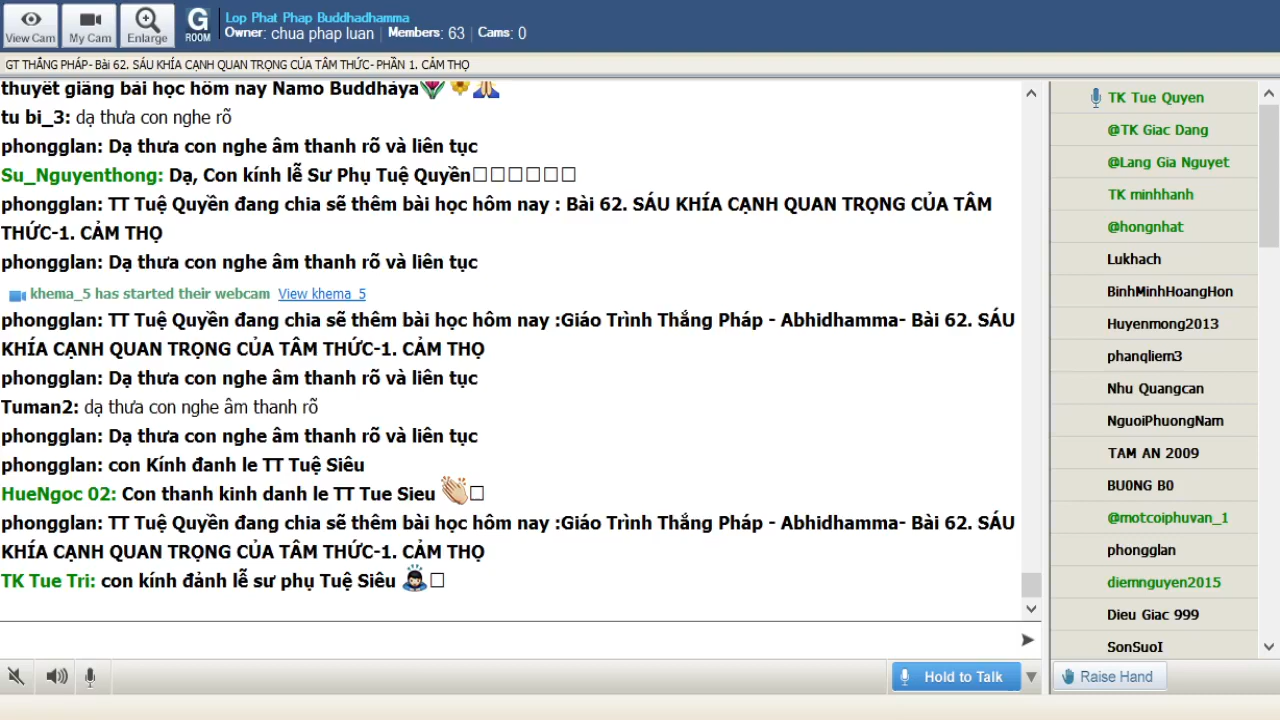 View Cam
My Cam
Enlarge
G
ROOM
Lop Phat Phap Buddhadhamma
Owner: chua phap luan | Members: 63 | Cams: 0
GT THẮNG PHÁP- Bài 62. SÁU KHÍA CẠNH QUAN TRỌNG CỦA TÂM THỨC- PHẦN 1. CẢM THỌ
thuyết giảng bài học hôm nay Namo Buddhàya
tu bi_3: dạ thưa con nghe rõ
phongglan: Dạ thưa con nghe âm thanh rõ và liên tục
Su_Nguyenthong: Dạ, Con kính lễ Sư Phụ Tuệ Quyền
phongglan: TT Tuệ Quyền đang chia sẽ thêm bài học hôm nay : Bài 62. SÁU KHÍA CẠNH QUAN TRỌNG CỦA TÂM
THỨC-1. CẢM THỌ
phongglan: Dạ thưa con nghe âm thanh rõ và liên tục
khema_5 has started their webcam View khema_5
phongglan: TT Tuệ Quyền đang chia sẽ thêm bài học hôm nay :Giáo Trình Thắng Pháp - Abhidhamma- Bài 62. SÁU
KHÍA CẠNH QUAN TRỌNG CỦA TÂM THỨC-1. CẢM THỌ
phongglan: Dạ thưa con nghe âm thanh rõ và liên tục
Tuman2: dạ thưa con nghe âm thanh rõ
phongglan: Dạ thưa con nghe âm thanh rõ và liên tục
phongglan: con Kính đanh le TT Tuệ Siêu
HueNgoc 02: Con thanh kinh danh le TT Tue Sieu
phongglan: TT Tuệ Quyền đang chia sẽ thêm bài học hôm nay :Giáo Trình Thắng Pháp - Abhidhamma- Bài 62. SÁU
KHÍA CẠNH QUAN TRỌNG CỦA TÂM THỨC-1. CẢM THỌ
TK Tue Tri: con kính đảnh lễ sư phụ Tuệ Siêu
Hold to Talk
TK Tue Quyen
@TK Giac Dang
@Lang Gia Nguyet
TK minhhanh
@hongnhat
Lukhach
BinhMinhHoangHon
Huyenmong2013
phanqliem3
Nhu Quangcan
NguoiPhuongNam
TAM AN 2009
BU0NG B0
@motcoiphuvan_1
phongglan
diemnguyen2015
Dieu Giac 999
SonSuoI
Raise Hand